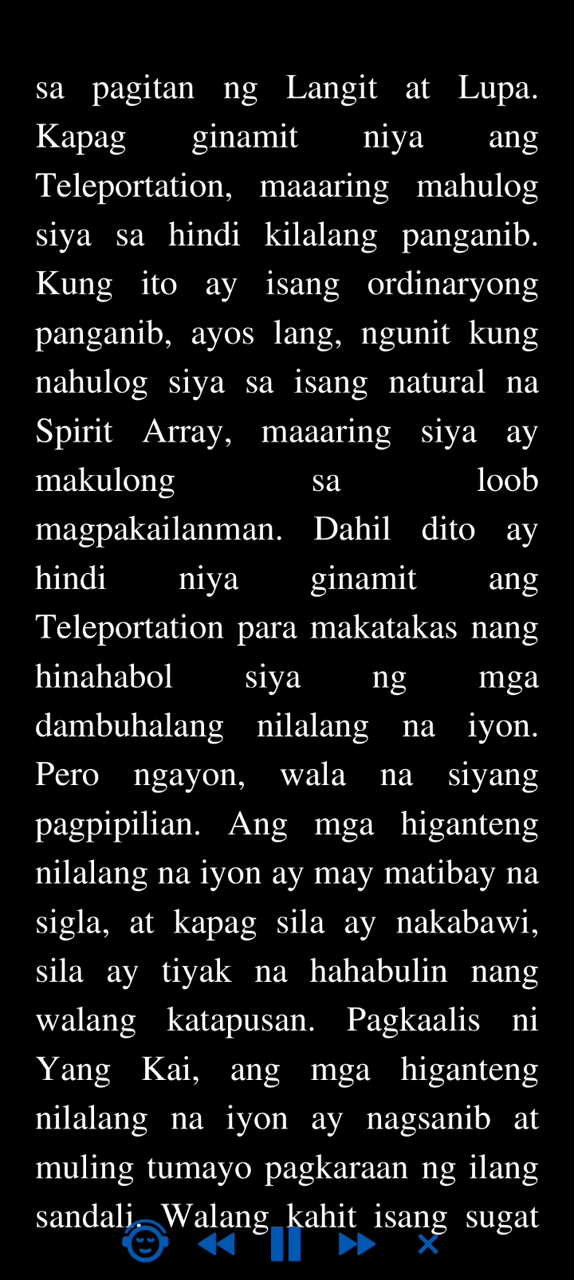 sa pagitan ng Langit at Lupa.
Kapag ginamit niya ang
Teleportation, maaaring mahulog
siya sa hindi kilalang panganib.
Kung ito ay isang ordinaryong
panganib, ayos lang, ngunit kung
nahulog siya sa isang natural na
Spirit Array, maaaring siya ay
makulong sa loob
magpakailanman. Dahil dito ay
hindi niya ginamit ang
Teleportation para makatakas nang
hinahabol siya ng mga
dambuhalang nilalang na iyon.
Pero ngayon, wala na siyang
pagpipilian. Ang mga higanteng
nilalang na iyon ay may matibay na
sigla, at kapag sila ay nakabawi,
sila ay tiyak na hahabulin nang
walang katapusan. Pagkaalis ni
Yang Kai, ang mga higanteng
nilalang na iyon ay nagsanib at
muling tumayo pagkaraan ng ilang
sandali. Walang kahit isang sugat